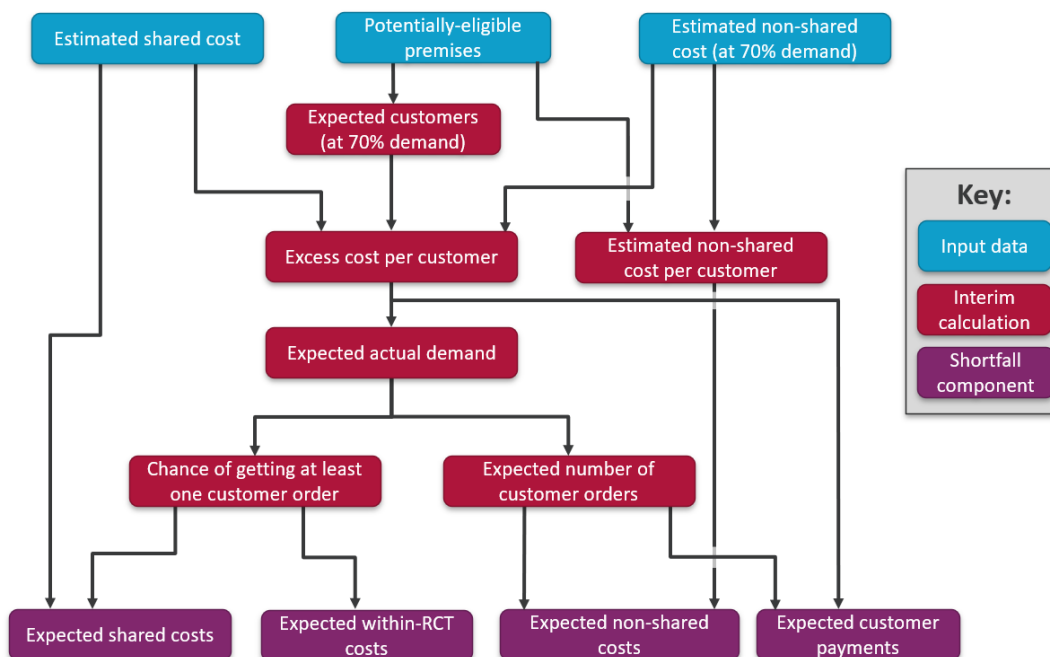 Estimated shared cost
Potentially-eligible
premises
Estimated non-shared
cost (at 70% demand)
Expected customers
(at 70% demand)
Excess cost per customer
Estimated non-shared
cost per customer
Expected actual demand
Chance of getting at least
one customer order
Expected number of
customer orders
Expected shared costs
Expected within-RCT
costs
Expected non-shared
costs
Expected customer
payments
Key:
Input data
Interim
calculation
Shortfall
component